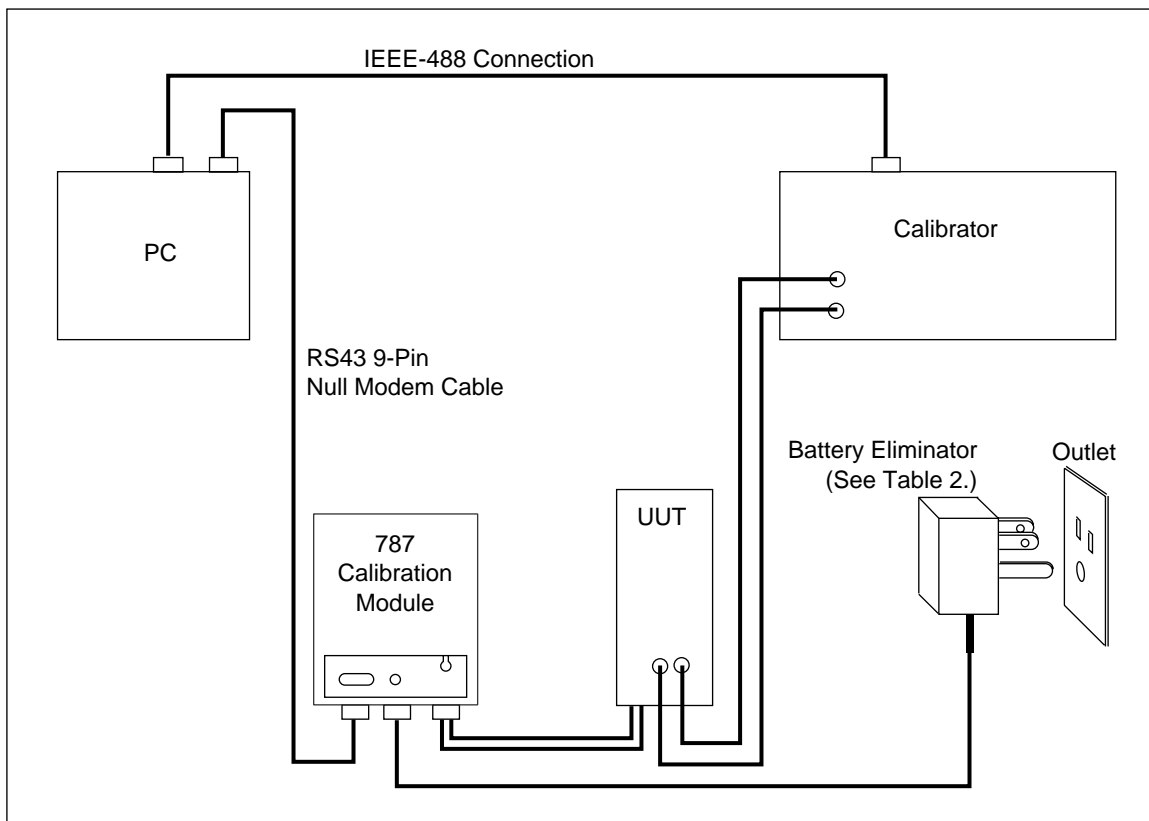 IEEE-488 Connection
PC
Calibrator
RS43 9-Pin
Null Modem Cable
Battery Eliminator
(See Table 2.)
Outlet
UUT
787
Calibration
Module